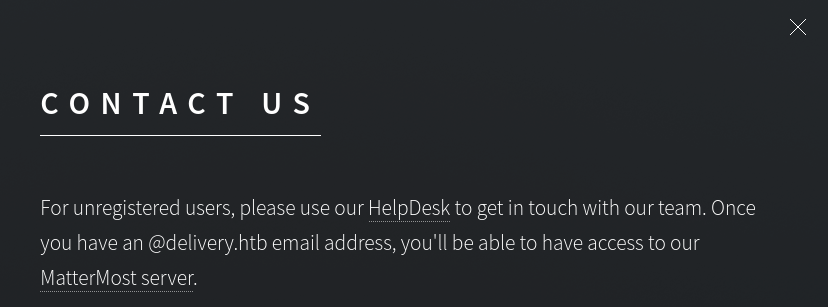 CONTACT US
For unregistered users, please use our HelpDesk to get in touch with our team. Once
you have an @delivery.htb email address, you'll be able to have access to our
MatterMost server.